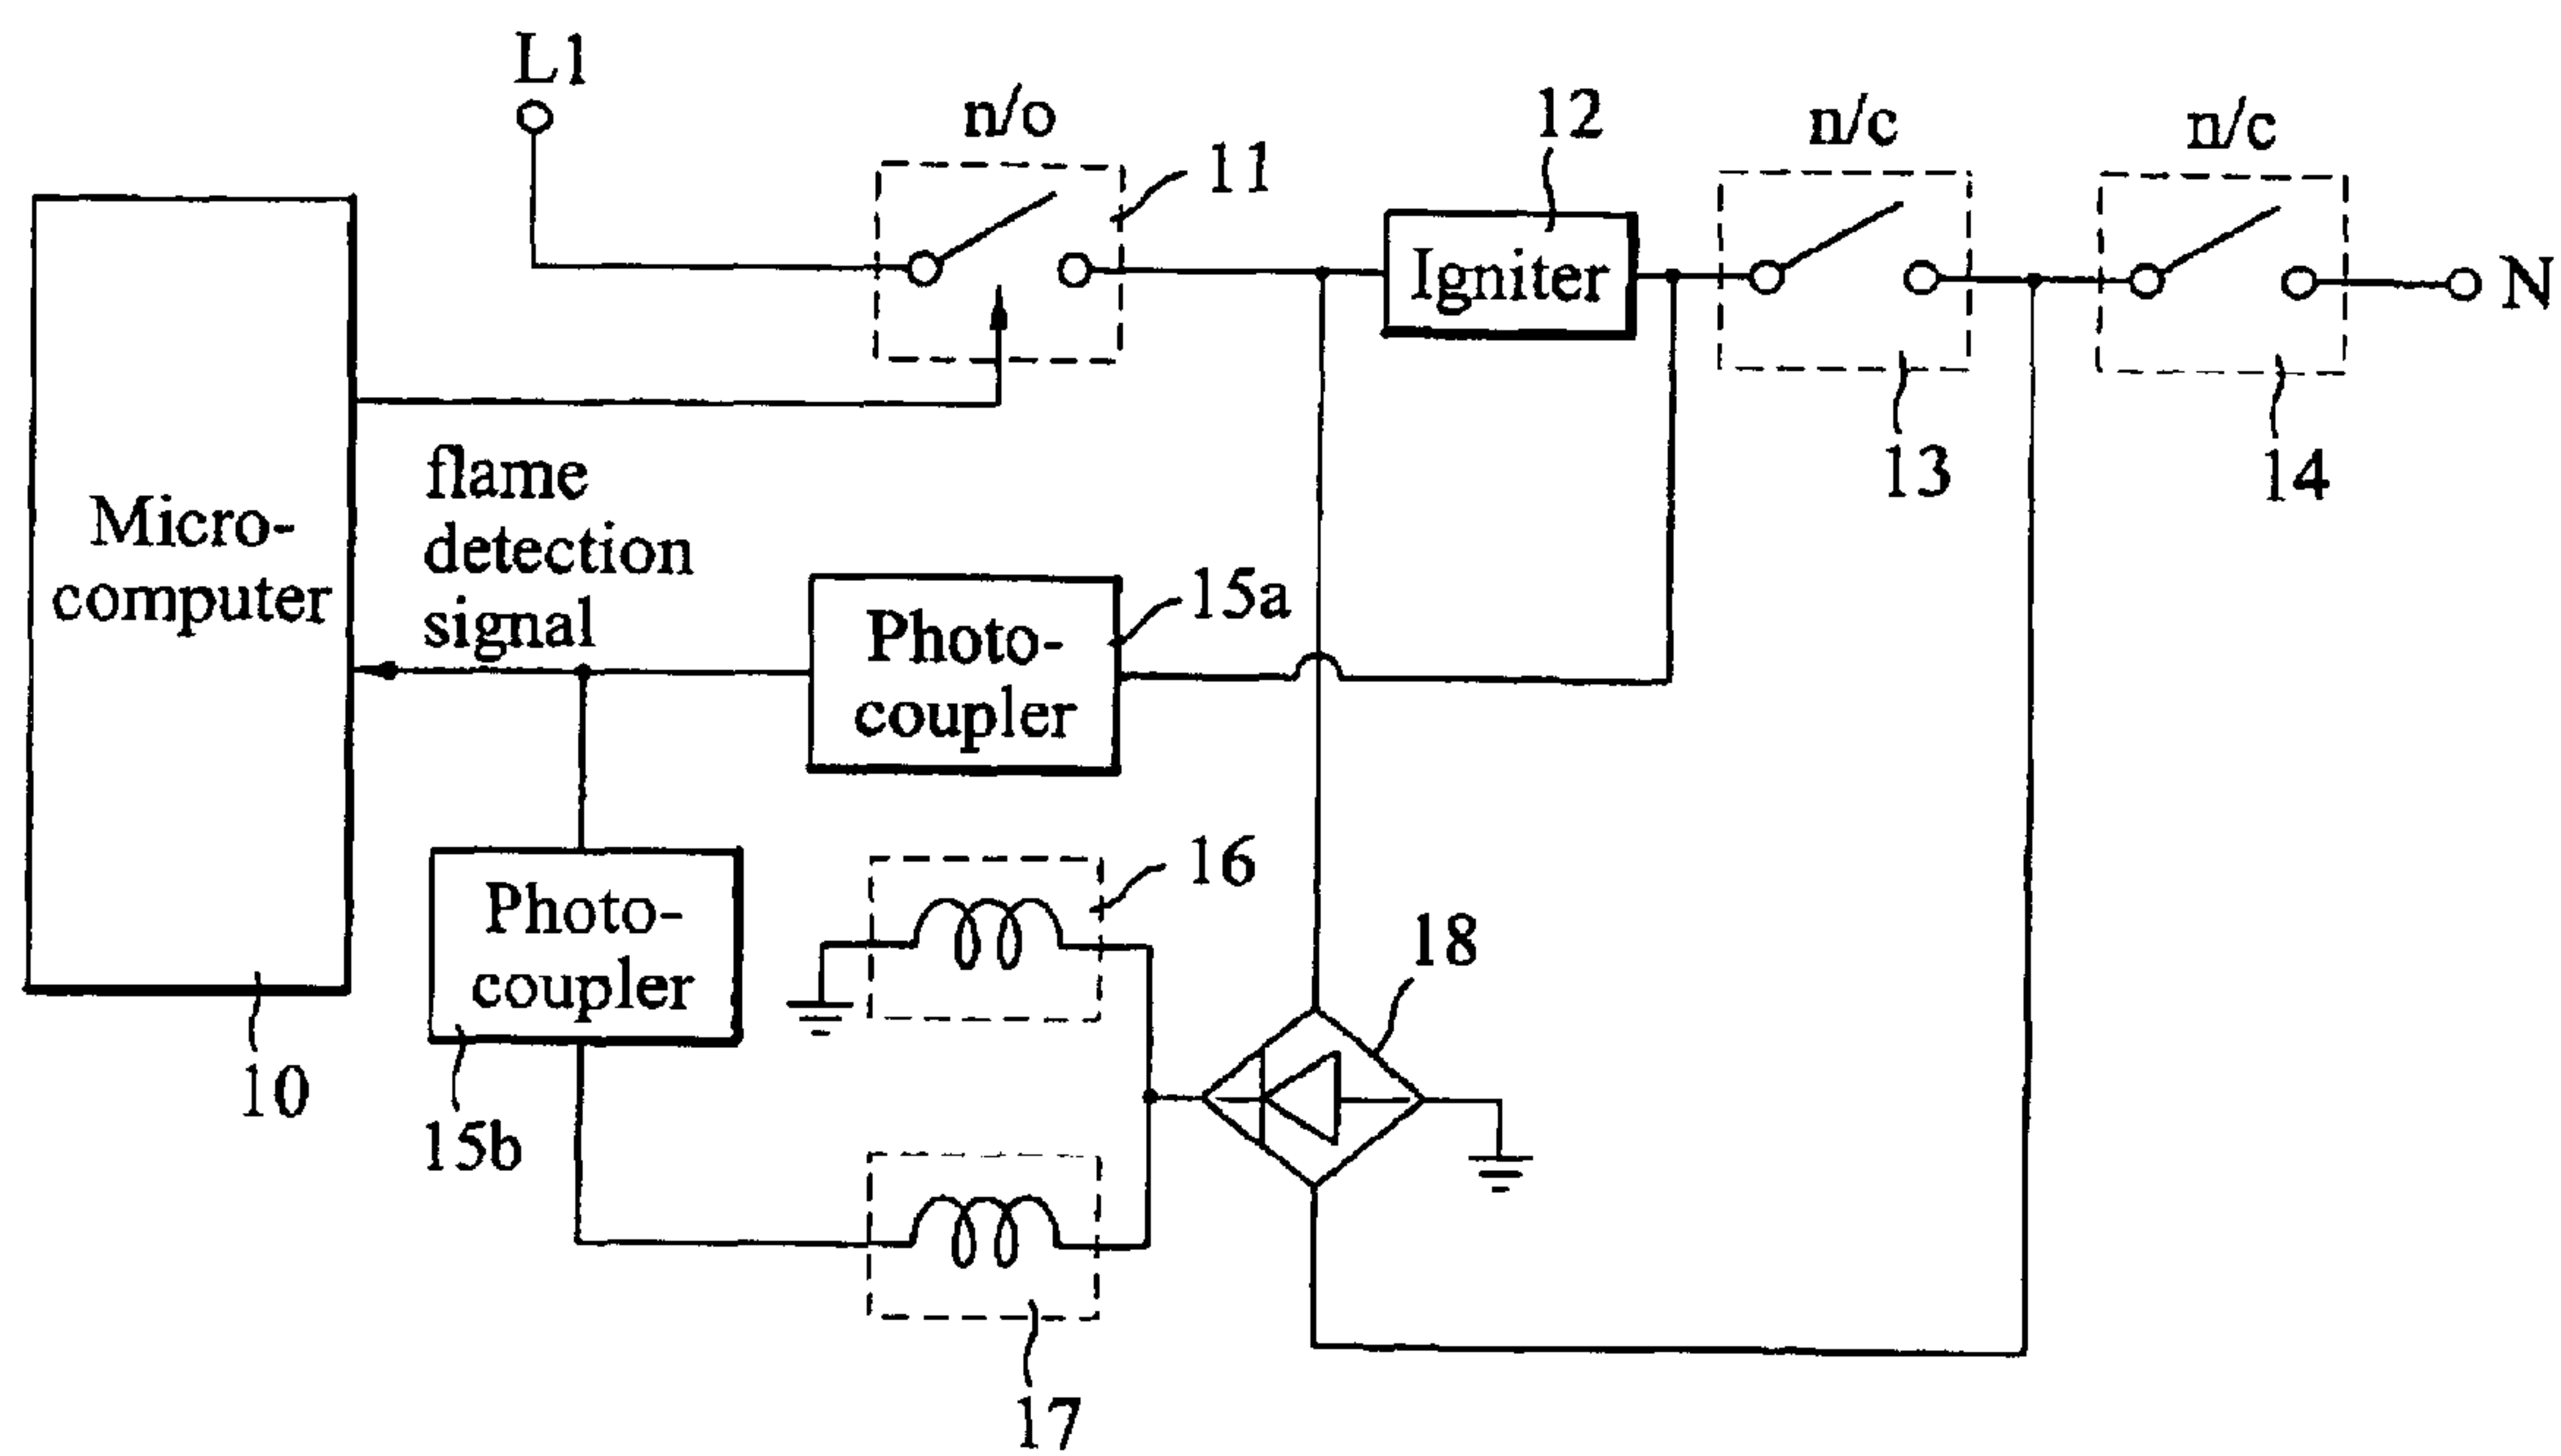 L1
n/o
11
12
Igniter
n/c
13
n/c
14
N
Micro-
computer
10
flame
detection
signal
Photo-
coupler
15a
Photo-
coupler
15b
16
17
18